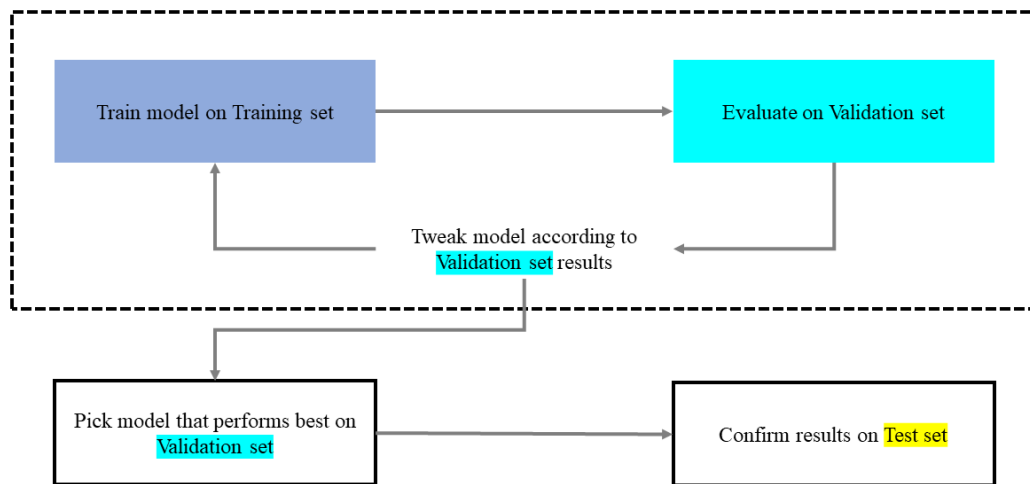 Train model on Training set
Evaluate on Validation set
Tweak model according to
Validation set results
Pick model that performs best on
Validation set
Confirm results on Test set